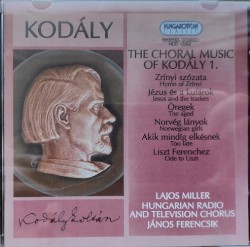 KODÁLY
HUNGAROTON
THE CHORAL MUSIC
OF KODÁLY 1.
Zrínyi szózata
Hymn of Zrínyi
Jézus és a kufárok
Jesus and the traders
Öregek
The aged
Norvég lányok
Norwegian girls
Akik mindig elkésnek
Too late
Liszt Ferenchez
Ode to Liszt
LAJOS MILLER
HUNGARIAN RADIO
AND TELEVISION CHORUS
JÁNOS FERENCSIK
Kodály Zoltán